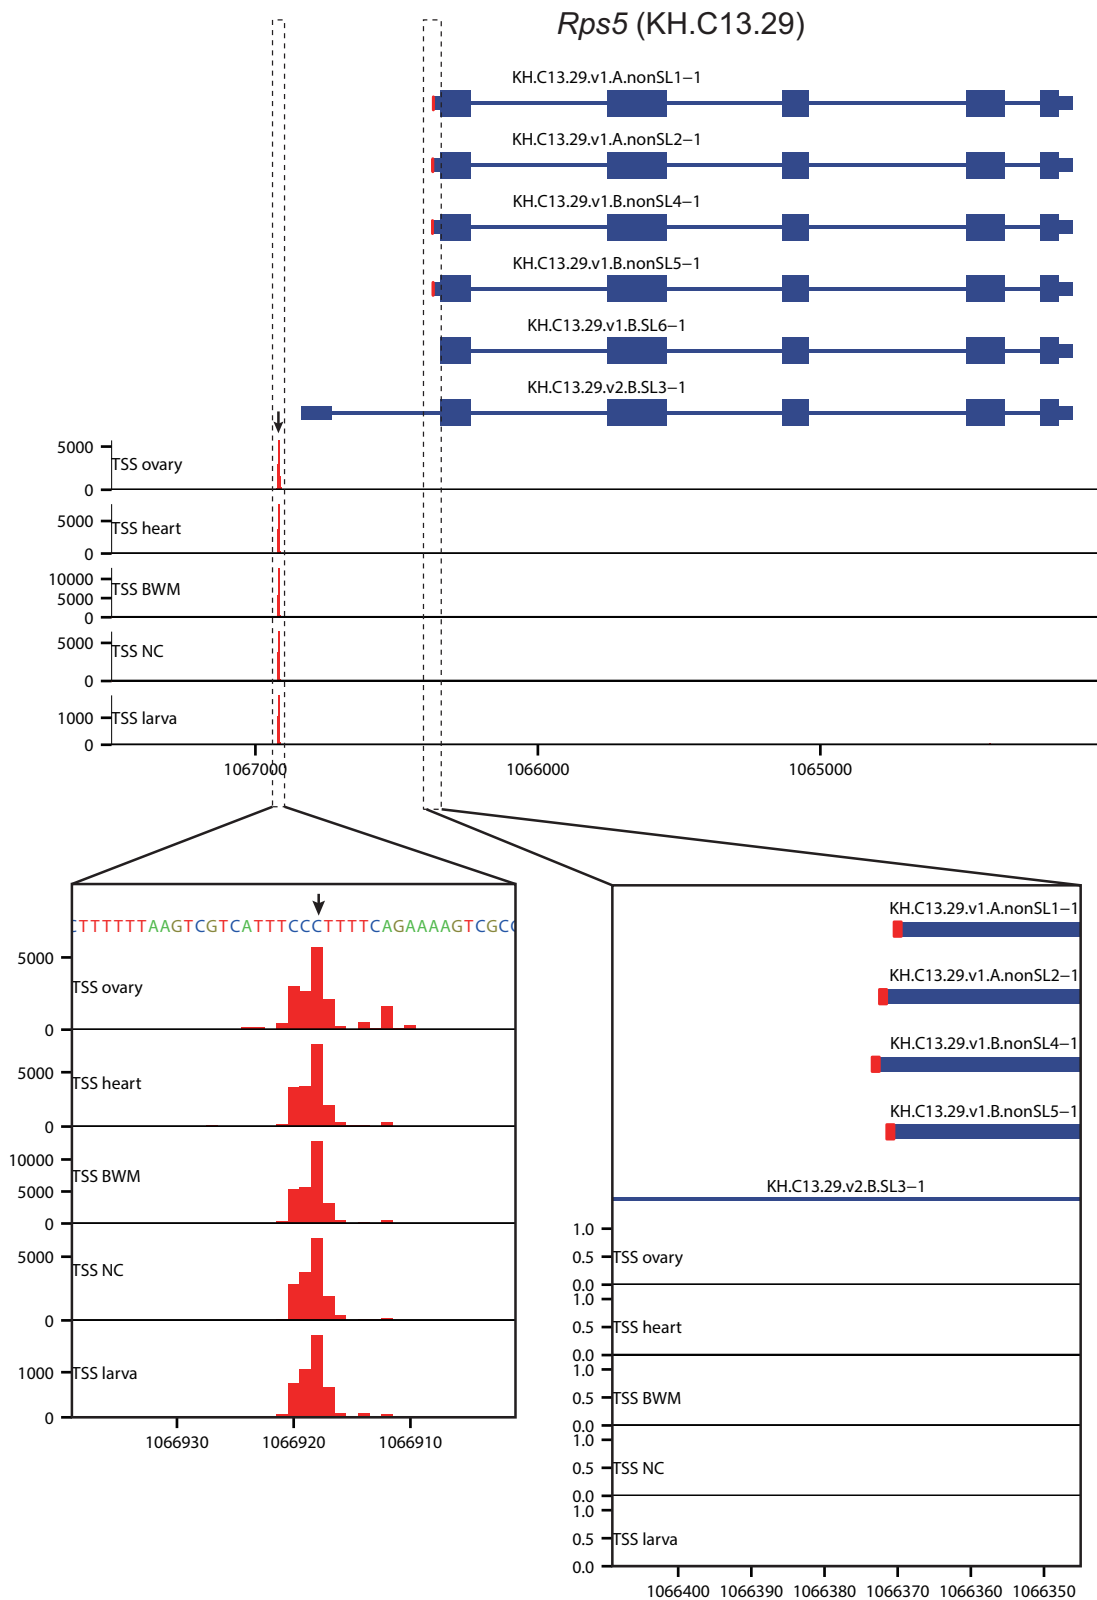 Rps5 (KH.C13.29)
KH.C13.29.v1.A.nonSL1−1
KH.C13.29.v1.A.nonSL2−1
KH.C13.29.v1.B.nonSL4−1
KH.C13.29.v1.B.nonSL5−1
KH.C13.29.v1.B.SL6−1
KH.C13.29.v2.B.SL3−1
5000
TSS ovary
0
5000
TSS heart
0
10000
TSS BWM
5000
0
5000
TSS NC
0
1000
TSS larva
0
1067000 1066000 1065000
TTTTTTAAGTCGTCATTTCCCTTTTCAGAAAAGTCGC
5000
TSS ovary
0
5000
TSS heart
0
10000
TSS BWM
5000
0
5000
TSS NC
0
1000
TSS larva
0
1066930 1066920 1066910
KH.C13.29.v1.A.nonSL1−1
KH.C13.29.v1.A.nonSL2−1
KH.C13.29.v1.B.nonSL4−1
KH.C13.29.v1.B.nonSL5−1
KH.C13.29.v2.B.SL3−1
1.0
0.5 TSS ovary
0.0
1.0
0.5 TSS heart
0.0
1.0
0.5 TSS BWM
0.0
1.0
0.5 TSS NC
0.0
1.0
0.5 TSS larva
0.0
1066400 1066390 1066380 1066370 1066360 1066350